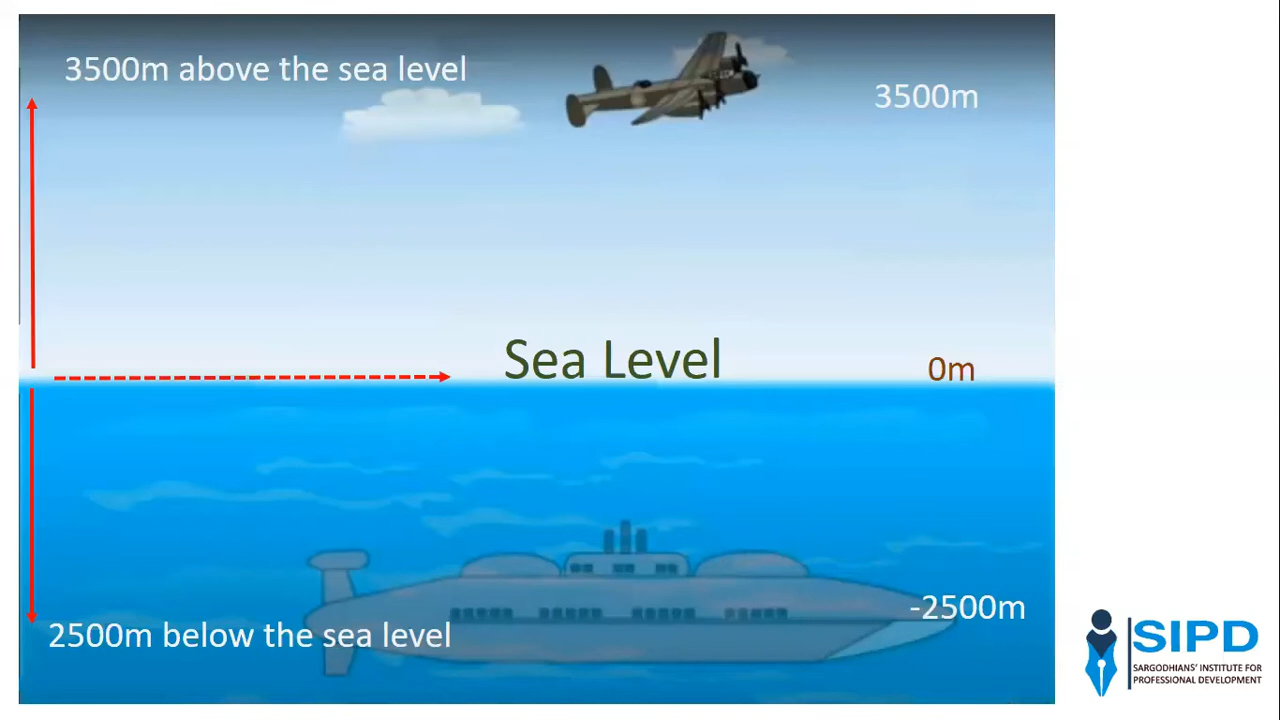 3500m above the sea level
3500m
Sea Level
0m
-2500m
2500m below the sea level
SIPD
SARGODHIANS' INSTITUTE FOR
PROFESSIONAL DEVELOPMENT